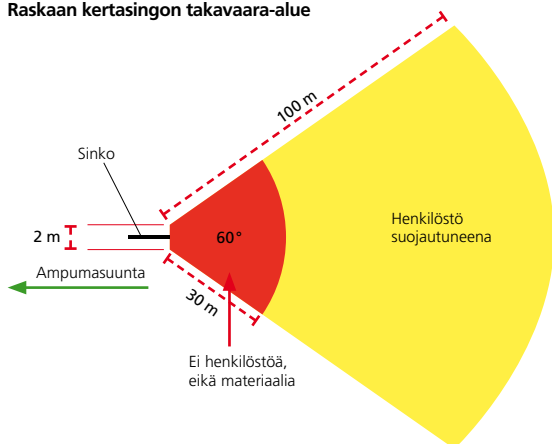 Raskaan kertasingon takavaara-alue
100 m
Sinko
2 m
60°
Henkilöstö
suojautuneena
Ampumasuunta
30 m
Ei henkilöstöä,
eikä materiaalia